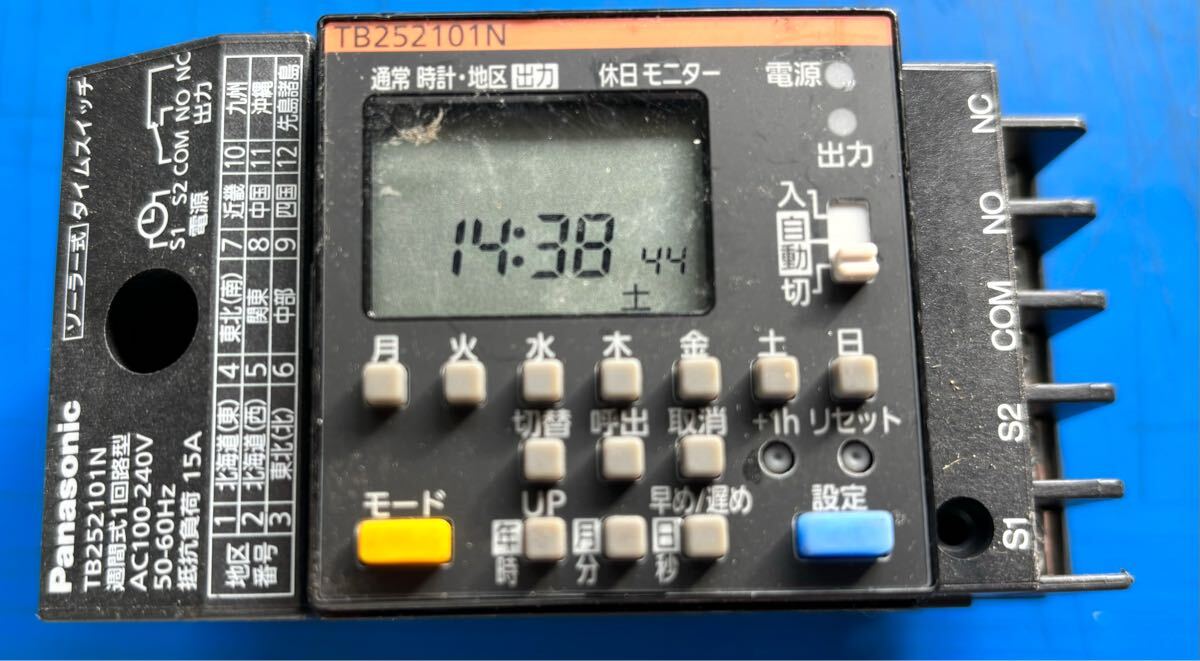 Panasonic
TB252101N
週間式1回路型
AC100-240V
50-60Hz
抵抗負荷 15A
ソーラー式 タイムスイッチ
S1 S2 COM NO NC
電源 出力
地区番号
1 北海道(東) 4 東北(南) 7 近畿 10 九州
2 北海道(西) 5 関東 8 中国 11 沖縄
3 東北(北) 6 中部 9 四国 12 先島諸島
TB252101N
通常 時計・地区 出力 休日 モニター
電源
出力
14:38 44
土
入
自動
切
月 火 水 木 金 土 日
切替 呼出 取消 +1h リセット
モード UP 早め/遅め 設定
年 月 日
時 分 秒
NC
NO
COM
S2
S1